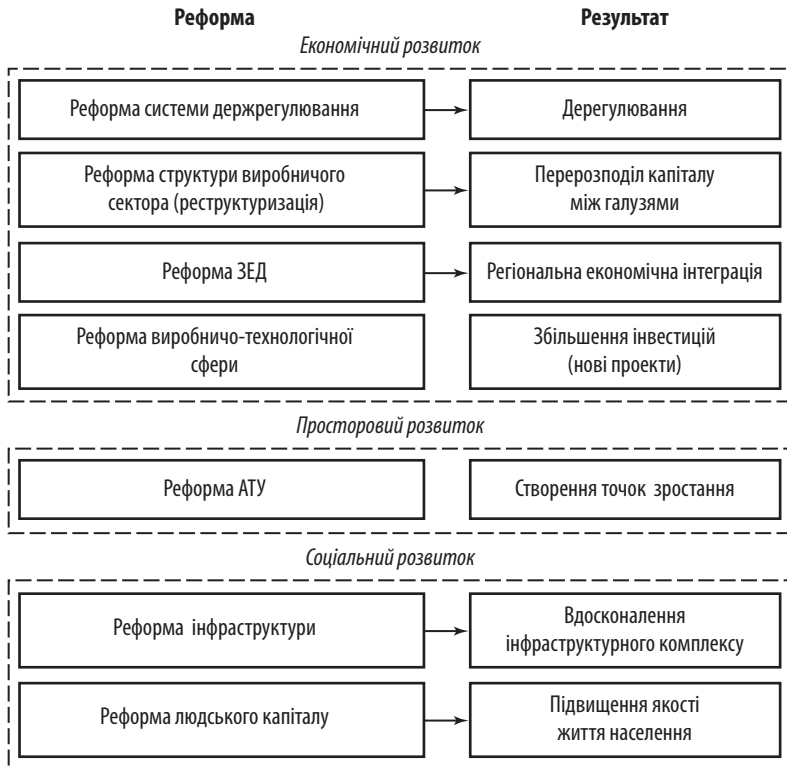 Реформа
Результат
Економічний розвиток
Реформа системи держрегулювання
Дерегулювання
Реформа структури виробничого
сектора (реструктуризація)
Перерозподіл капіталу
між галузями
Реформа ЗЕД
Регіональна економічна інтеграція
Реформа виробничо-технологічної
сфери
Збільшення інвестицій
(нові проекти)
Просторовий розвиток
Реформа АТУ
Створення точок зростання
Соціальний розвиток
Реформа інфраструктури
Вдосконалення
інфраструктурного комплексу
Реформа людського капіталу
Підвищення якості
життя населення